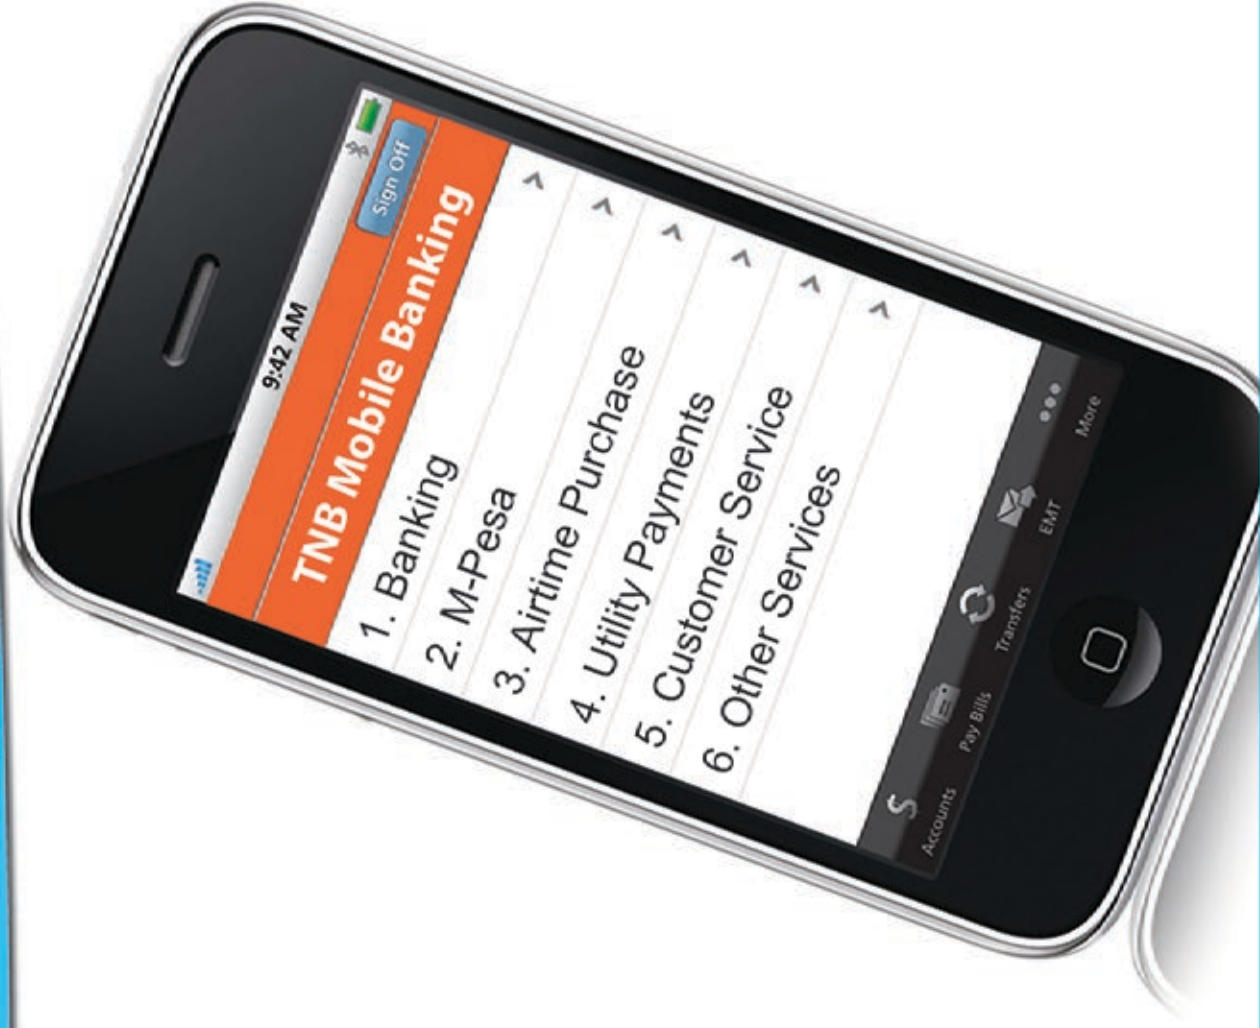 9:42 AM
Sign Off
TNB Mobile Banking
1. Banking
2. M-Pesa
3. Airtime Purchase
4. Utility Payments
5. Customer Service
6. Other Services
Accounts
Pay Bills
Transfers
EMT
More